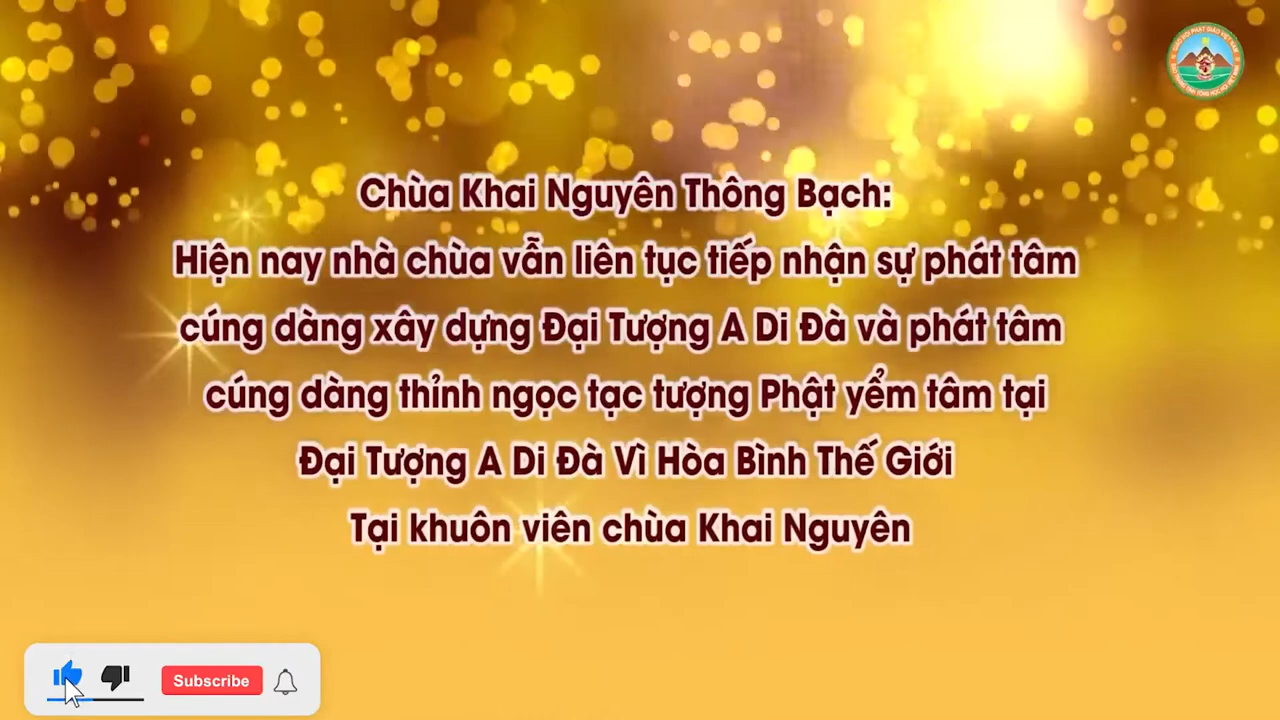 Chùa Khai Nguyên Thông Bạch:
Hiện nay nhà chùa vẫn liên tục tiếp nhận sự phát tâm
cúng dàng xây dựng Đại Tượng A Di Đà và phát tâm
cúng dàng thỉnh ngọc tạc tượng Phật yểm tâm tại
Đại Tượng A Di Đà Vì Hòa Bình Thế Giới
Tại khuôn viên chùa Khai Nguyên
Subscribe